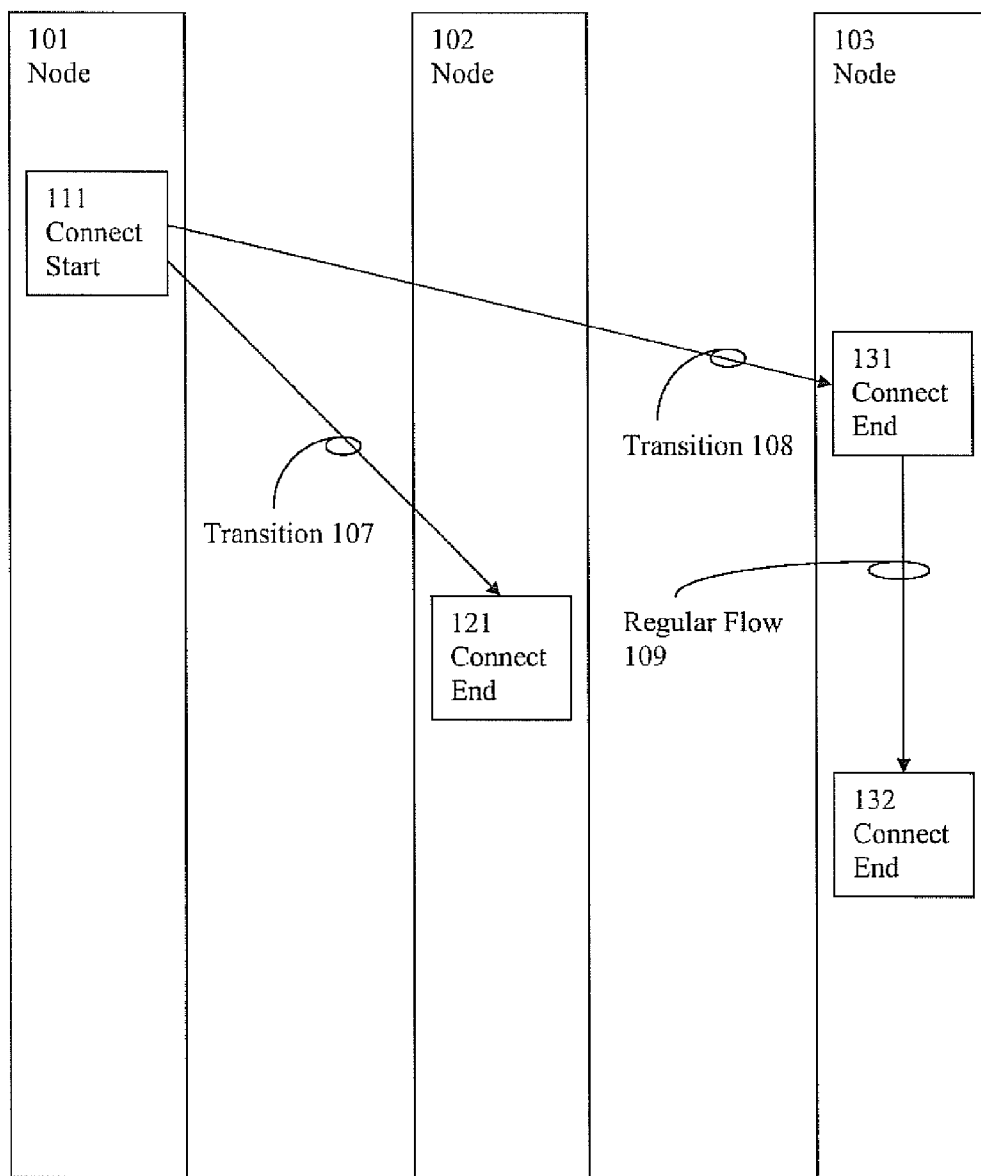 101
Node
102
Node
103
Node
111
Connect
Start
131
Connect
End
Transition 108
Transition 107
121
Connect
End
Regular Flow
109
132
Connect
End